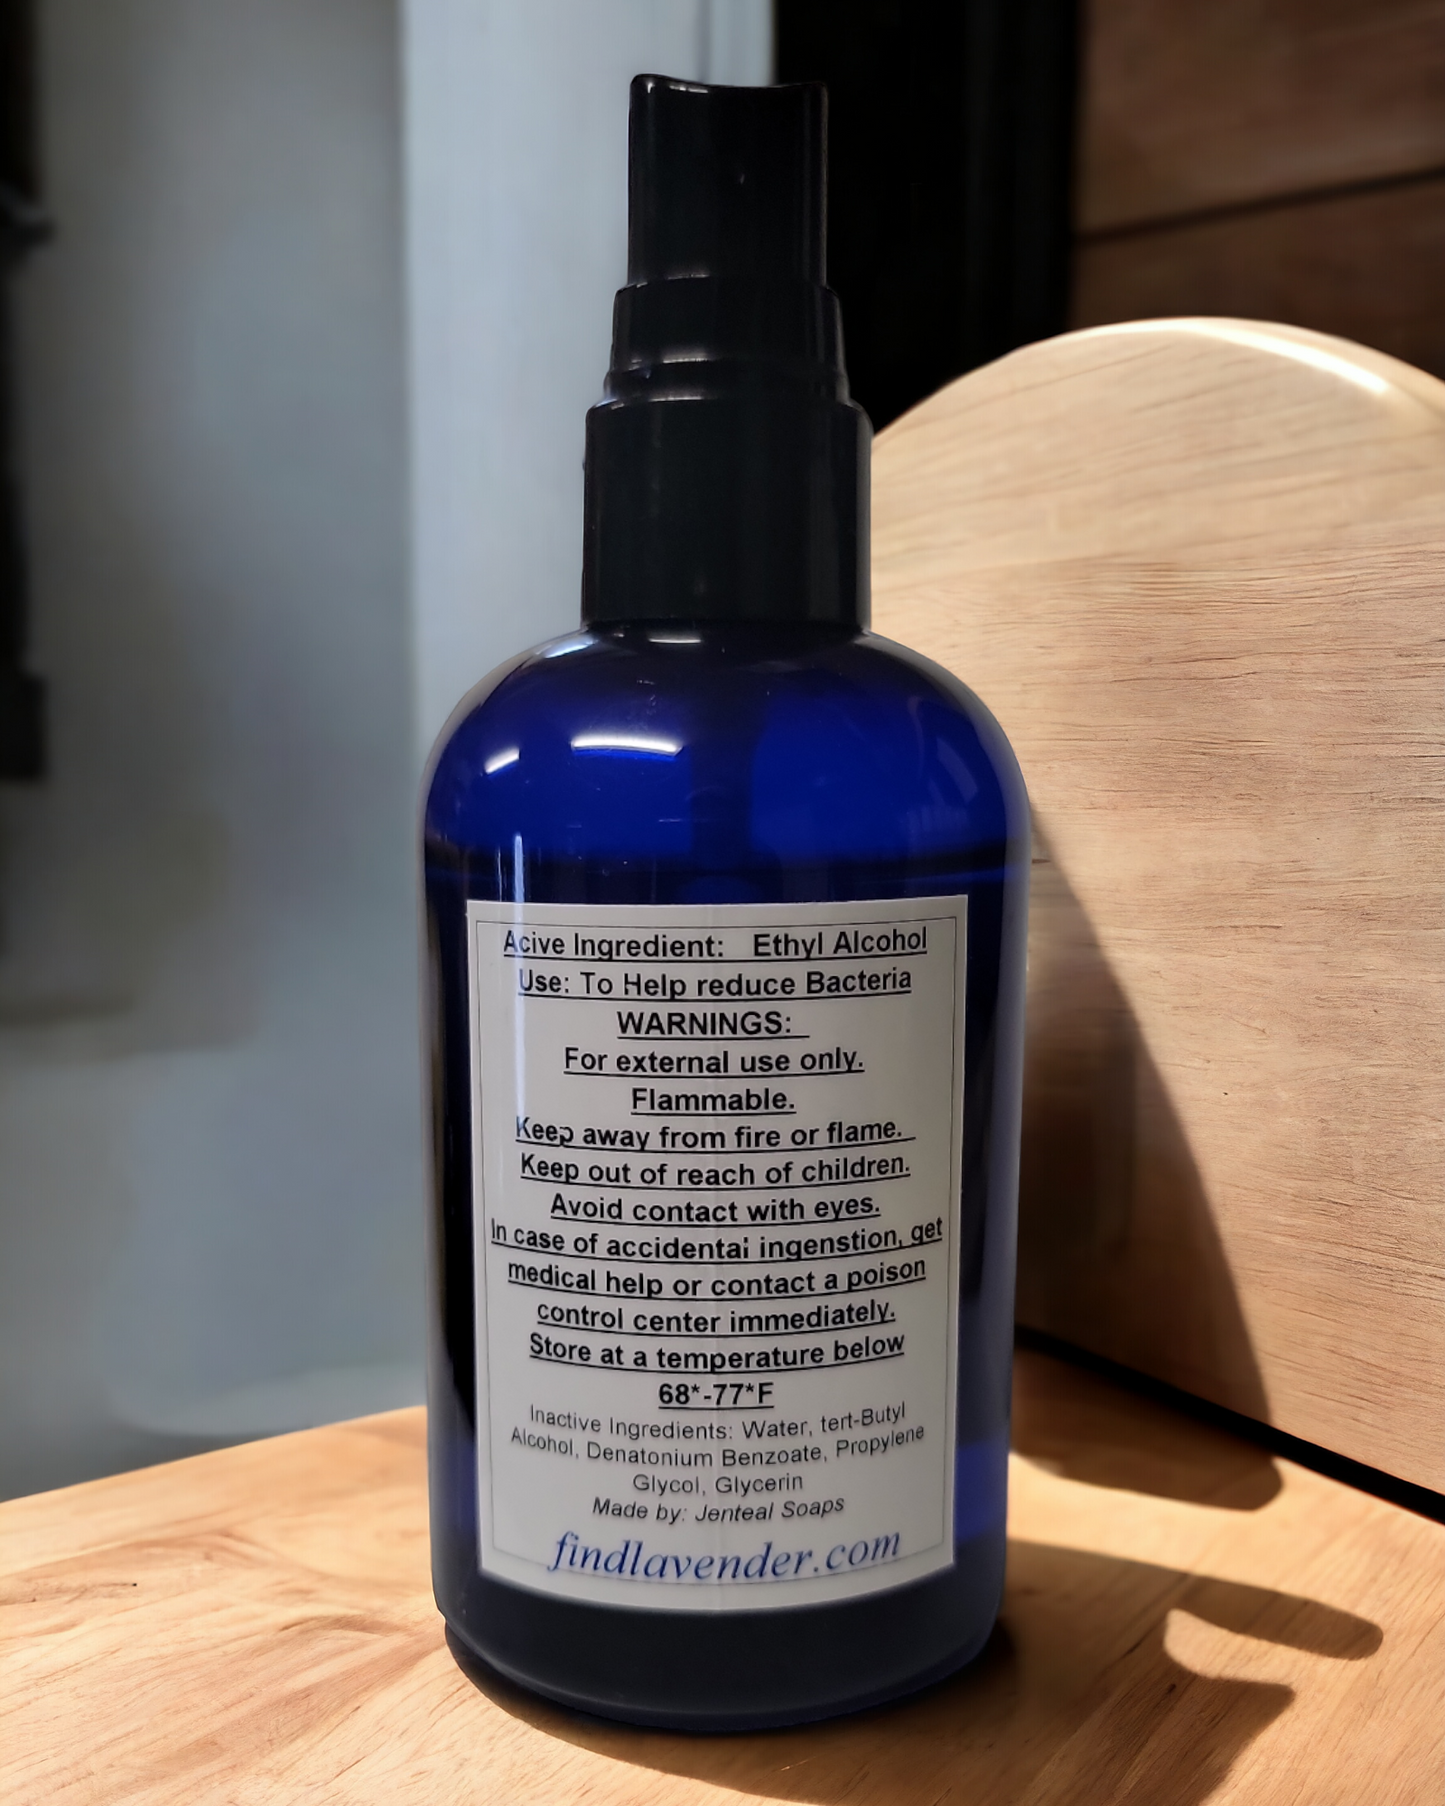 Acive Ingredient: Ethyl Alcohol
Use: To Help reduce Bacteria
WARNINGS:
For external use only.
Flammable.
Keep away from fire or flame.
Keep out of reach of children.
Avoid contact with eyes.
In case of accidental ingenstion, get
medical help or contact a poison
control center immediately.
Store at a temperature below
68*-77*F
Inactive Ingredients: Water, tert-Butyl
Alcohol, Denatonium Benzoate, Propylene
Glycol, Glycerin
Made by: Jenteal Soaps
findlavender.com